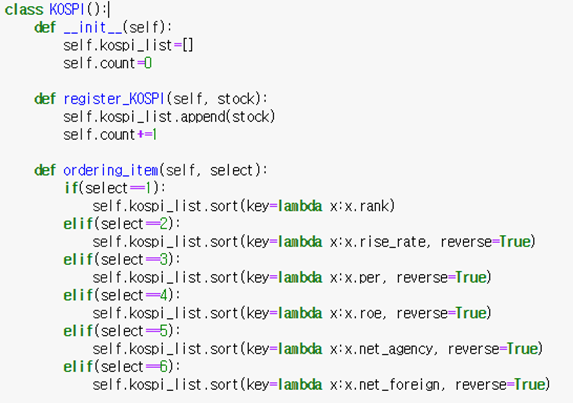 class KOSPI():
    def __init__(self):
        self.kospi_list=[]
        self.count=0

    def register_KOSPI(self, stock):
        self.kospi_list.append(stock)
        self.count+=1

    def ordering_item(self, select):
        if(select==1):
            self.kospi_list.sort(key=lambda x:x.rank)
        elif(select==2):
            self.kospi_list.sort(key=lambda x:x.rise_rate, reverse=True)
        elif(select==3):
            self.kospi_list.sort(key=lambda x:x.per, reverse=True)
        elif(select==4):
            self.kospi_list.sort(key=lambda x:x.roe, reverse=True)
        elif(select==5):
            self.kospi_list.sort(key=lambda x:x.net_agency, reverse=True)
        elif(select==6):
            self.kospi_list.sort(key=lambda x:x.net_foreign, reverse=True)